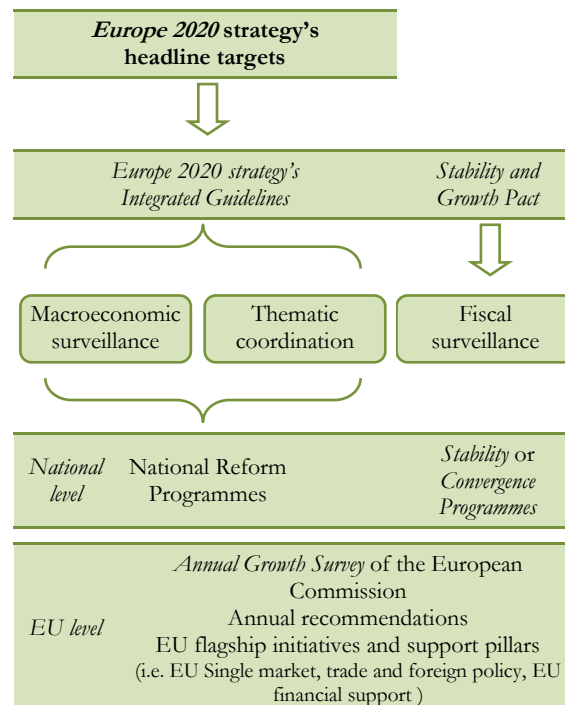 Europe 2020 strategy's
headline targets
Europe 2020 strategy's
Integrated Guidelines
Stability and
Growth Pact
Macroeconomic
surveillance
Thematic
coordination
Fiscal
surveillance
National
level
National Reform
Programmes
Stability or
Convergence
Programmes
EU level
Annual Growth Survey of the European
Commission
Annual recommendations
EU flagship initiatives and support pillars
(i.e. EU Single market, trade and foreign policy, EU
financial support )